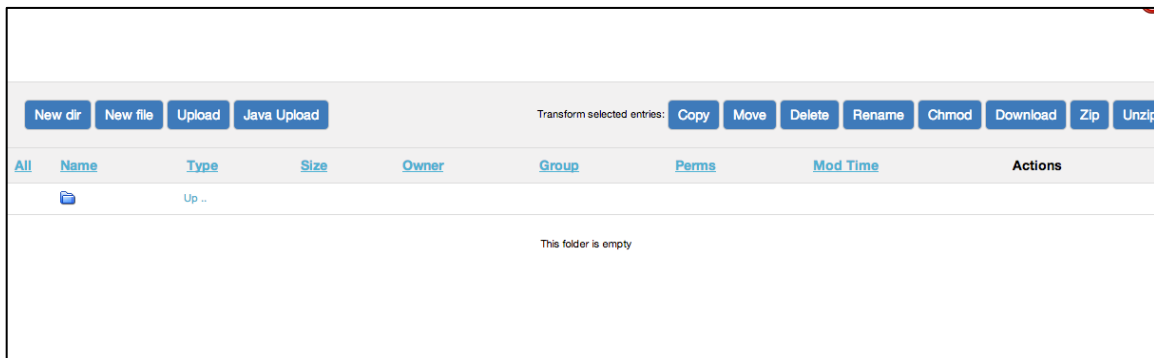 New dir New file Upload Java Upload Transform selected entries: Copy Move Delete Rename Chmod Download Zip Unzip
All Name Type Size Owner Group Perms Mod Time Actions
Up ..
This folder is empty